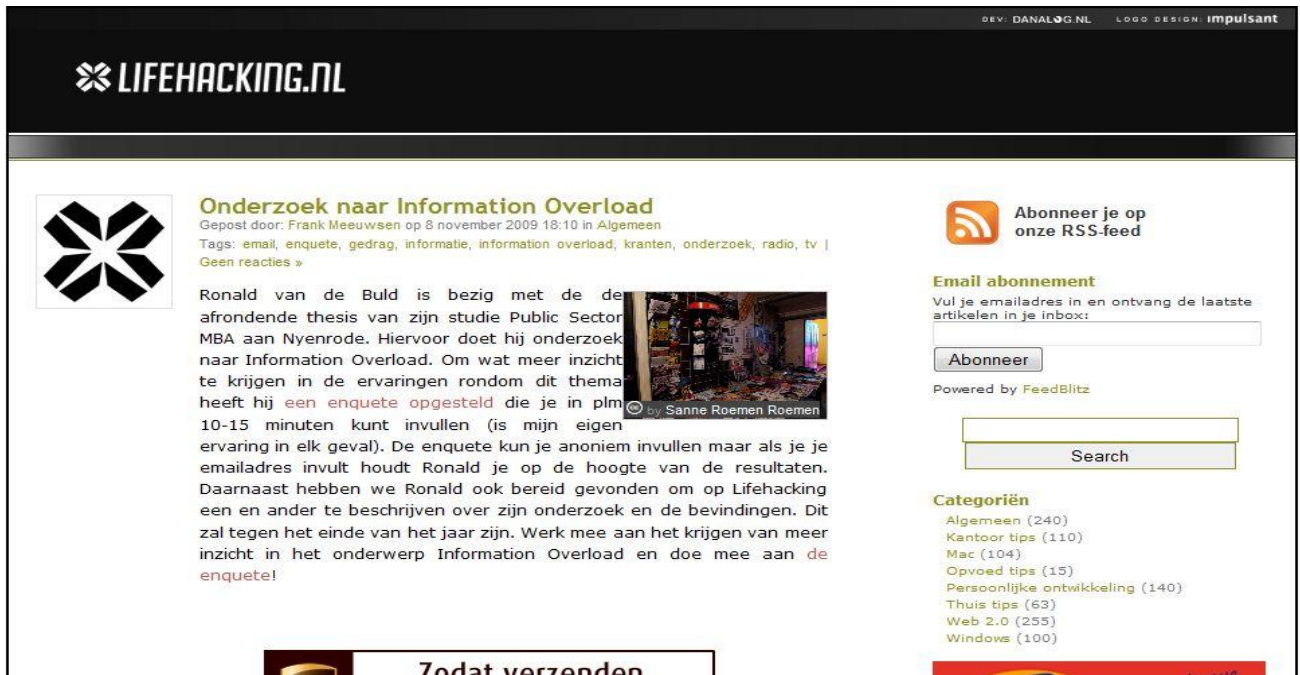 DEV: DANALOG.NL LOGO DESIGN: impulsant
LIFEHACKING.NL
Onderzoek naar Information Overload
Gepost door: Frank Meeuwsen op 8 november 2009 18:10 in Algemeen
Tags: email, enquete, gedrag, informatie, information overload, kranten, onderzoek, radio, tv |
Geen reacties »
Ronald van de Buld is bezig met de de
afrondende thesis van zijn studie Public Sector
MBA aan Nyenrode. Hiervoor doet hij onderzoek
naar Information Overload. Om wat meer inzicht
te krijgen in de ervaringen rondom dit thema
heeft hij een enquete opgesteld die je in plm
10-15 minuten kunt invullen (is mijn eigen
ervaring in elk geval). De enquete kun je anoniem invullen maar als je je
emailadres invult houdt Ronald je op de hoogte van de resultaten.
Daarnaast hebben we Ronald ook bereid gevonden om op Lifehacking
een en ander te beschrijven over zijn onderzoek en de bevindingen. Dit
zal tegen het einde van het jaar zijn. Werk mee aan het krijgen van meer
inzicht in het onderwerp Information Overload en doe mee aan de
enquete!
cc by Sanne Roemen Roemen
Zodat verzenden
Abonneer je op
onze RSS-feed
Email abonnement
Vul je emailadres in en ontvang de laatste
artikelen in je inbox:
Abonneer
Powered by FeedBlitz
Search
Categoriën
Algemeen (240)
Kantoor tips (110)
Mac (104)
Opvoed tips (15)
Persoonlijke ontwikkeling (140)
Thuis tips (63)
Web 2.0 (255)
Windows (100)